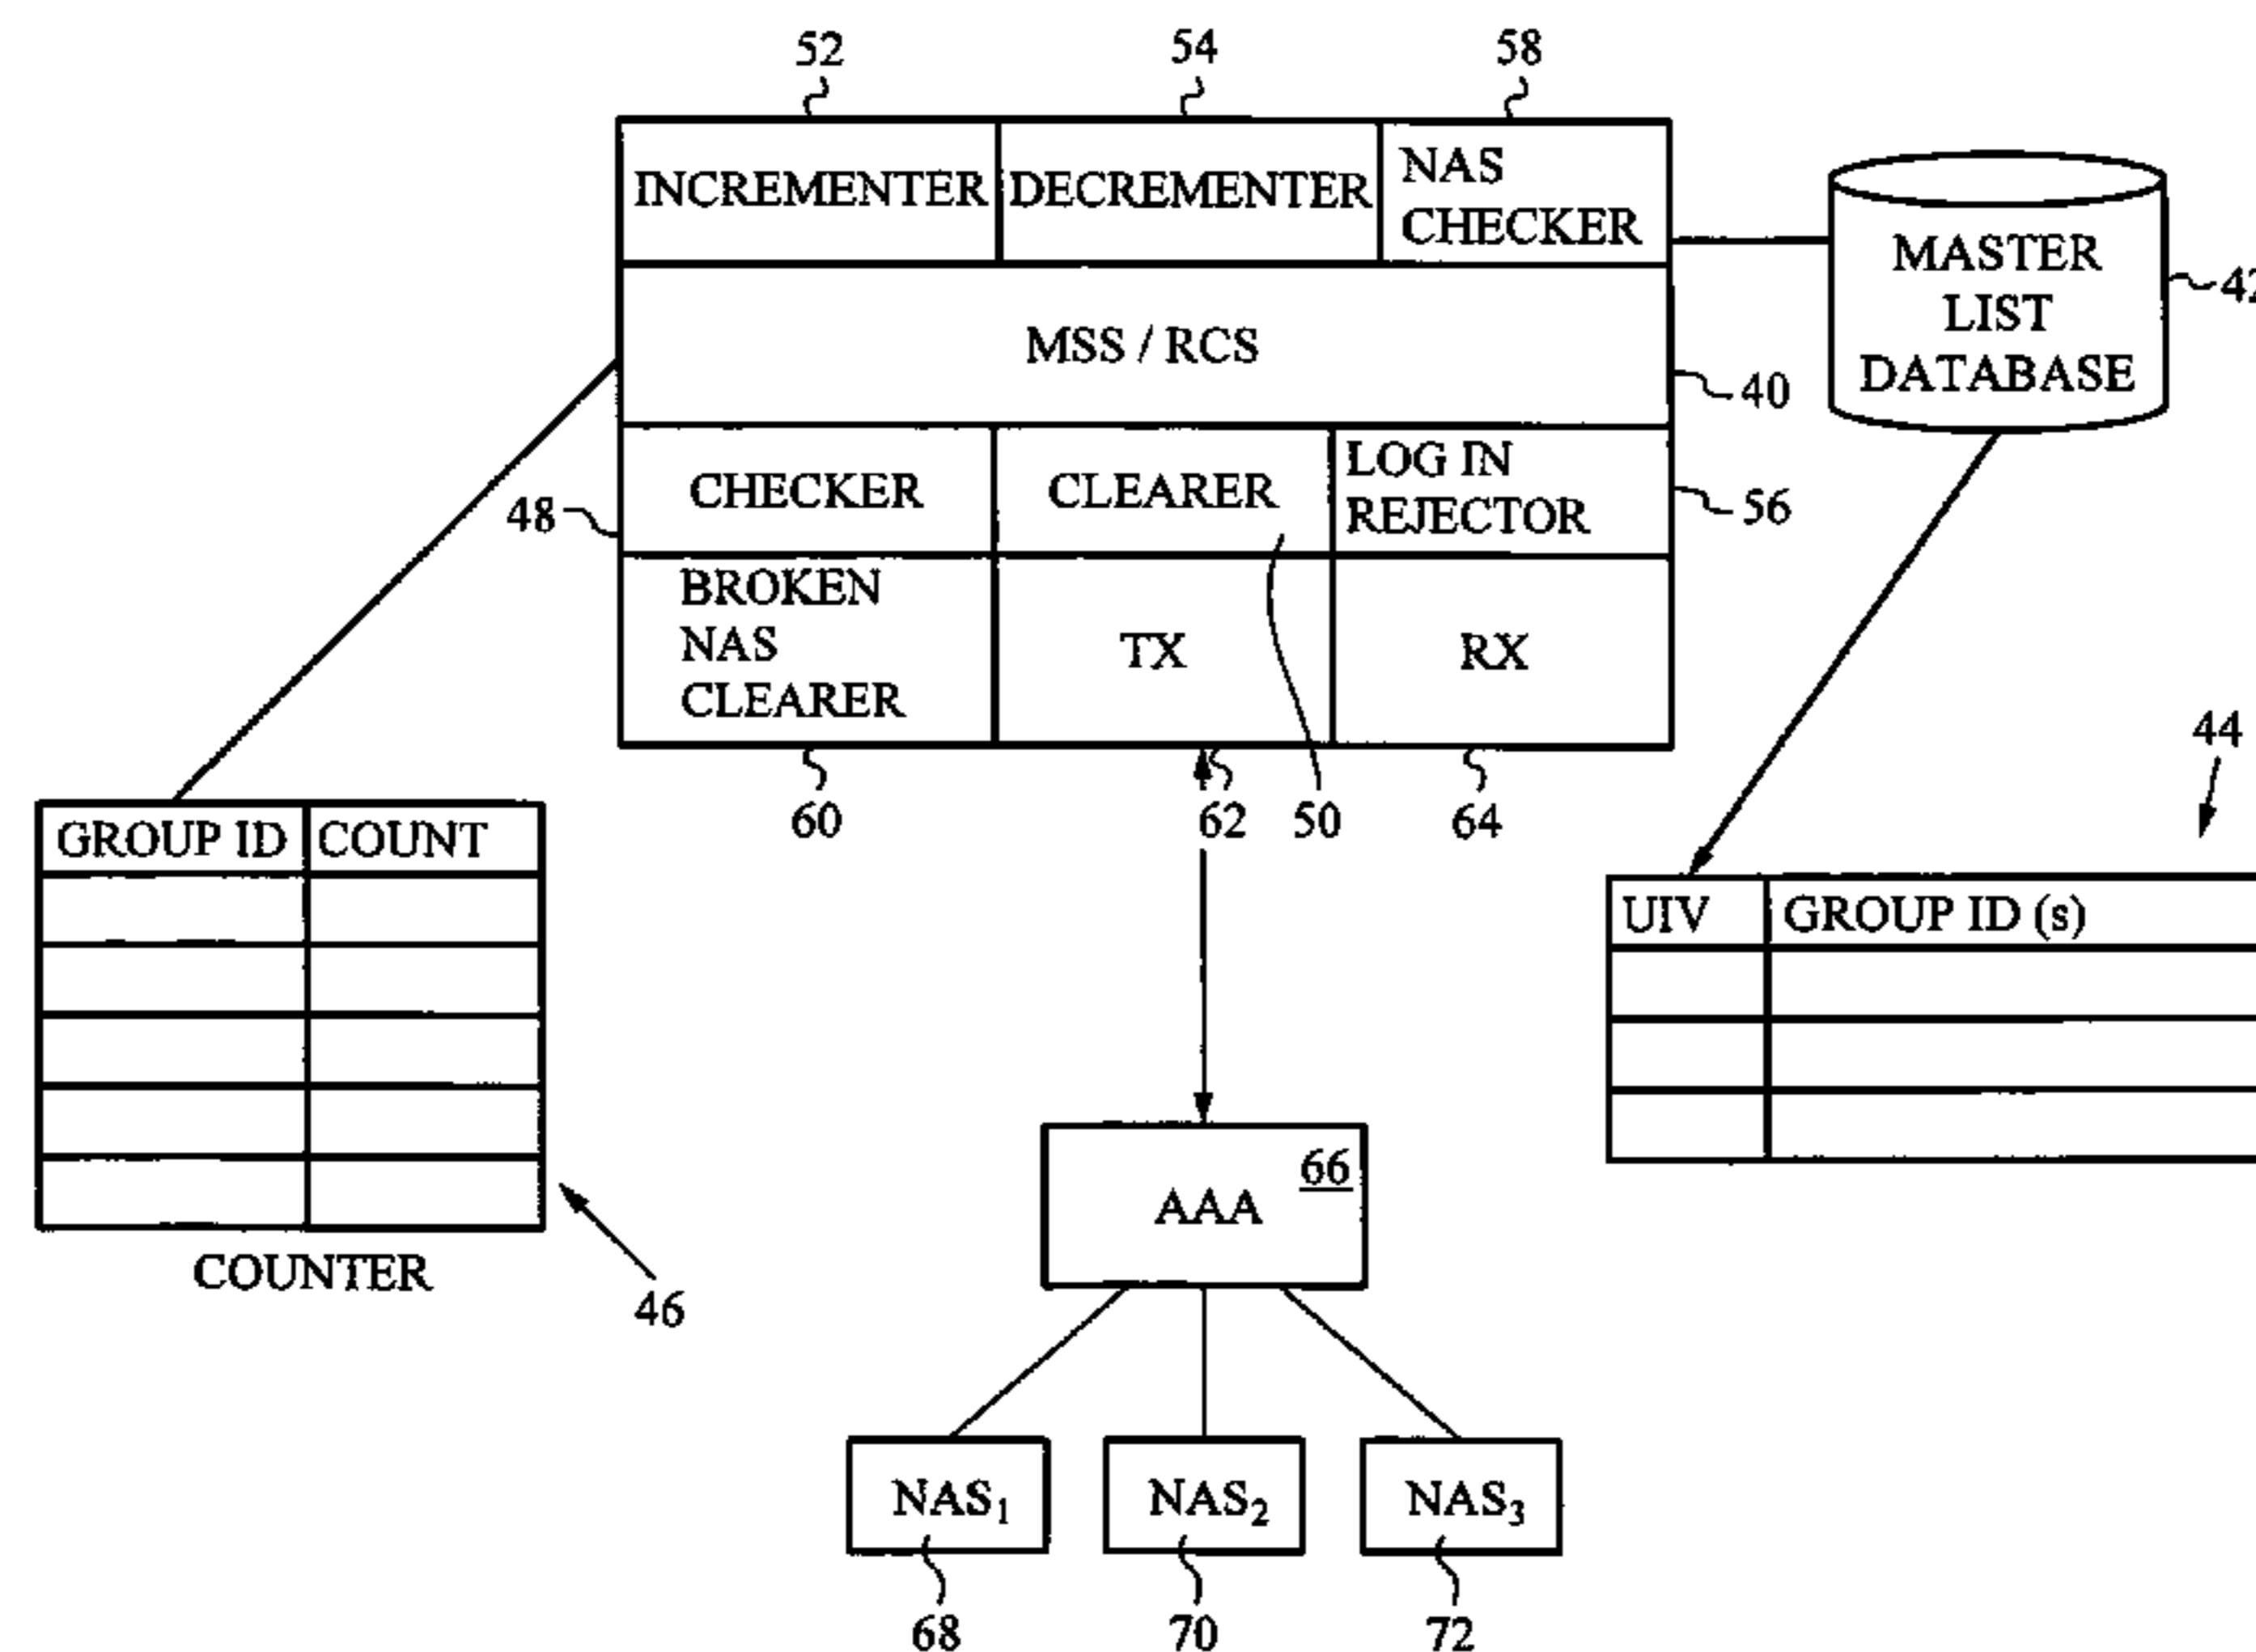 52
54
58
INCREMENTER
DECREMENTER
NAS
CHECKER
MASTER
LIST
DATABASE
42
MSS / RCS
40
CHECKER
CLEARER
LOG IN
REJECTOR
48
56
BROKEN
NAS
CLEARER
TX
RX
44
60
62
50
64
GROUP ID
COUNT
UIV
GROUP ID (s)
66
AAA
COUNTER
46
NAS₁
NAS₂
NAS₃
68
70
72